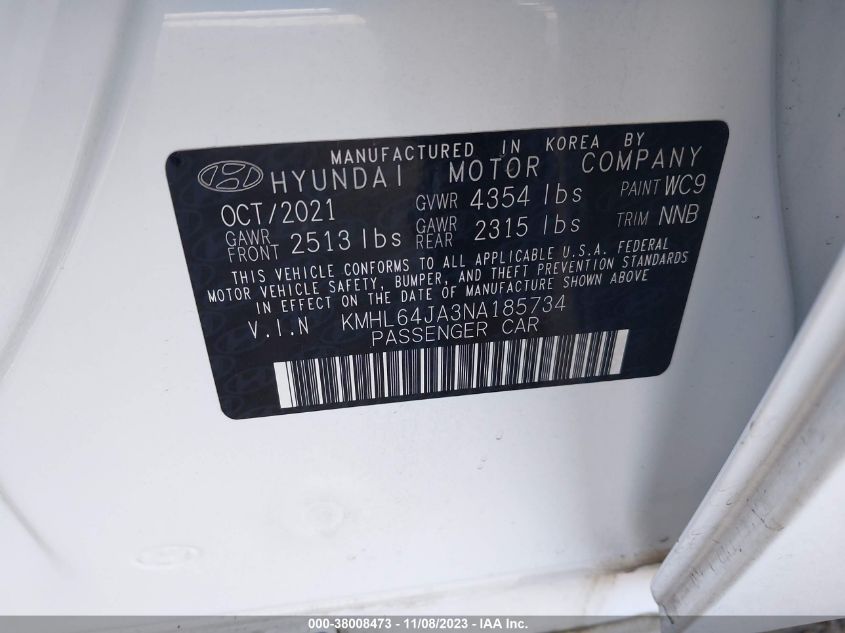 MANUFACTURED IN KOREA BY
HYUNDAI MOTOR COMPANY
OCT/2021 GVWR 4354 lbs PAINT WC9
GAWR FRONT 2513 lbs GAWR REAR 2315 lbs TRIM NNB
THIS VEHICLE CONFORMS TO ALL APPLICABLE U.S.A. FEDERAL
MOTOR VEHICLE SAFETY, BUMPER, AND THEFT PREVENTION STANDARDS
IN EFFECT ON THE DATE OF MANUFACTURE SHOWN ABOVE
V.I.N KMHL64JA3NA185734
PASSENGER CAR
000-38008473 - 11/08/2023 - IAA Inc.